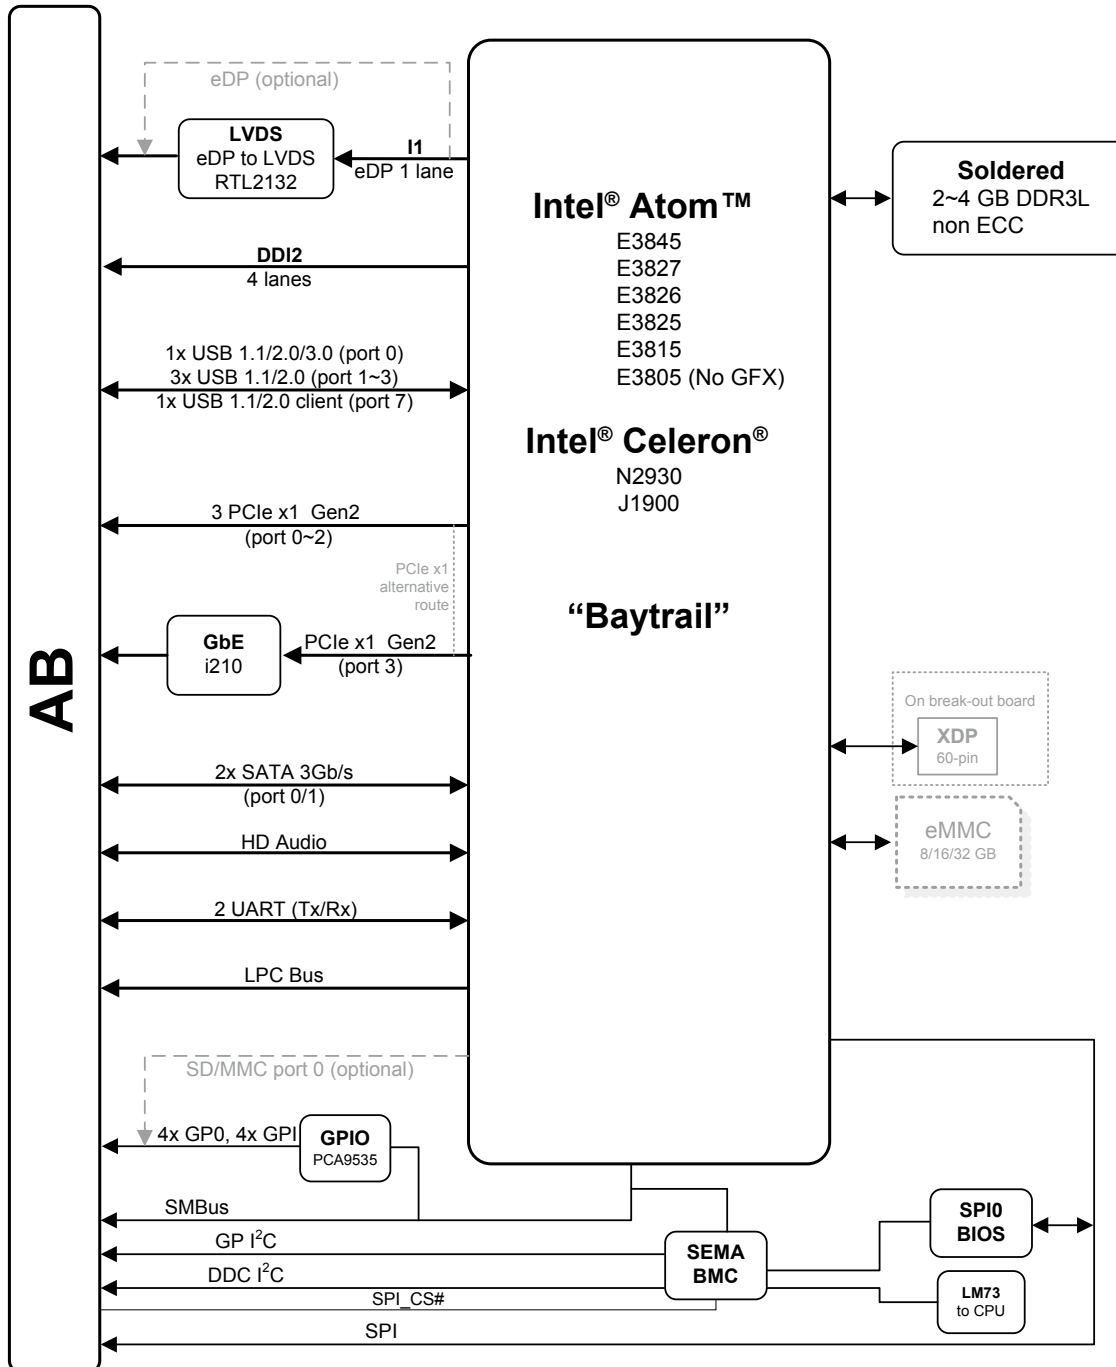 eDP (optional)
LVDS
eDP to LVDS
RTL2132
I1
eDP 1 lane
Soldered
2~4 GB DDR3L
non ECC
Intel® Atom™
E3845
E3827
E3826
E3825
E3815
E3805 (No GFX)
DDI2
4 lanes
1x USB 1.1/2.0/3.0 (port 0)
3x USB 1.1/2.0 (port 1~3)
1x USB 1.1/2.0 client (port 7)
Intel® Celeron®
N2930
J1900
3 PCIe x1 Gen2
(port 0~2)
PCIe x1
alternative
route
"Baytrail"
AB
GbE
i210
PCIe x1 Gen2
(port 3)
On break-out board
XDP
60-pin
2x SATA 3Gb/s
(port 0/1)
eMMC
8/16/32 GB
HD Audio
2 UART (Tx/Rx)
LPC Bus
SD/MMC port 0 (optional)
4x GP0, 4x GPI
GPIO
PCA9535
SMBus
GP I²C
DDC I²C
SPI_CS#
SPI
SEMA
BMC
SPI0
BIOS
LM73
to CPU